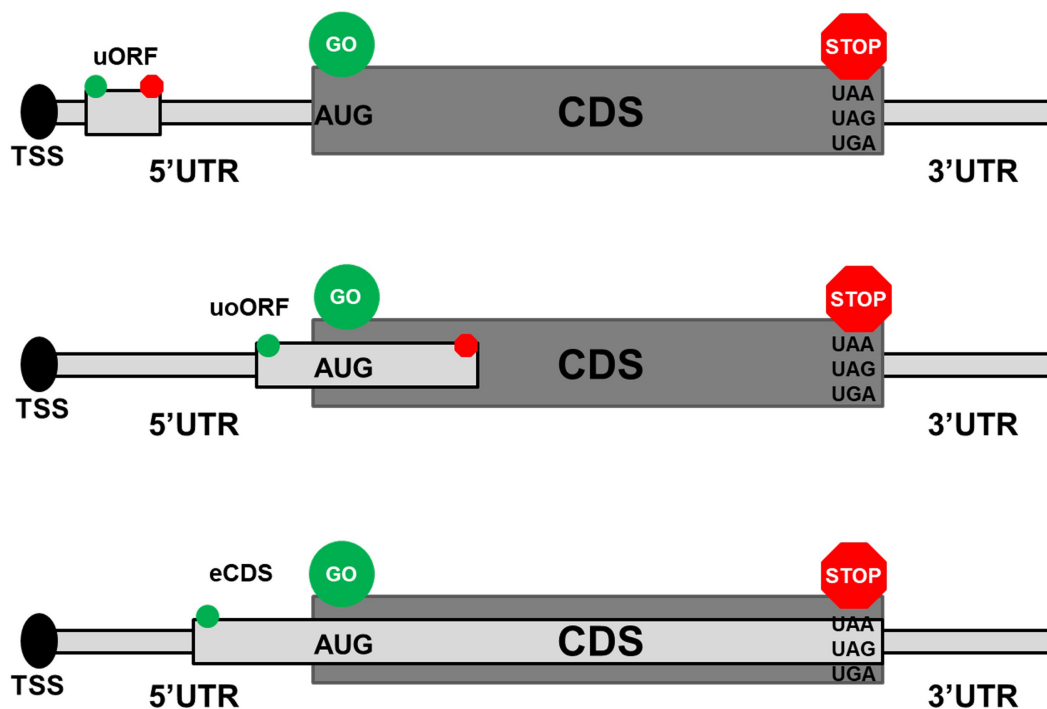 uORF
GO
STOP
AUG
CDS
UAA
UAG
UGA
TSS
5’UTR
3’UTR
uoORF
GO
STOP
AUG
CDS
UAA
UAG
UGA
TSS
5’UTR
3’UTR
eCDS
GO
STOP
AUG
CDS
UAA
UAG
UGA
TSS
5’UTR
3’UTR